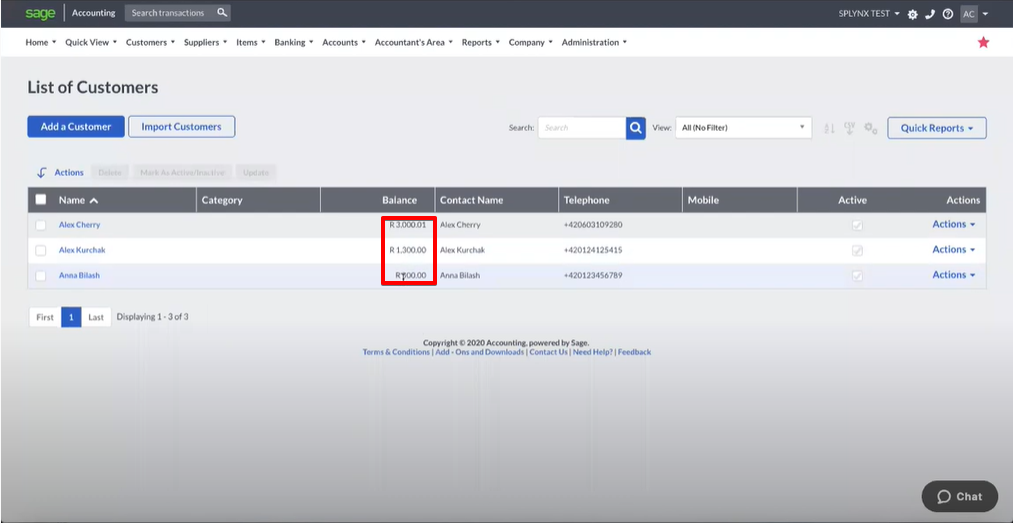 sage Accounting Search transactions SPLYNX TEST AC
Home Quick View Customers Suppliers Items Banking Accounts Accountant's Area Reports Company Administration
List of Customers
Add a Customer Import Customers Search: Search View: All (No Filter) Quick Reports
Actions Delete Mark As Active/Inactive Update
Name Category Balance Contact Name Telephone Mobile Active Actions
Alex Cherry R 3,000.01 Alex Cherry +420603109280 Actions
Alex Kurchak R 1,300.00 Alex Kurchak +420124125415 Actions
Anna Bilash Anna Bilash +420123456789 Actions
First 1 Last Displaying 1 - 3 of 3
Copyright © 2020 Accounting, powered by Sage.
Terms & Conditions | Add - Ons and Downloads | Contact Us | Need Help? | Feedback
Chat